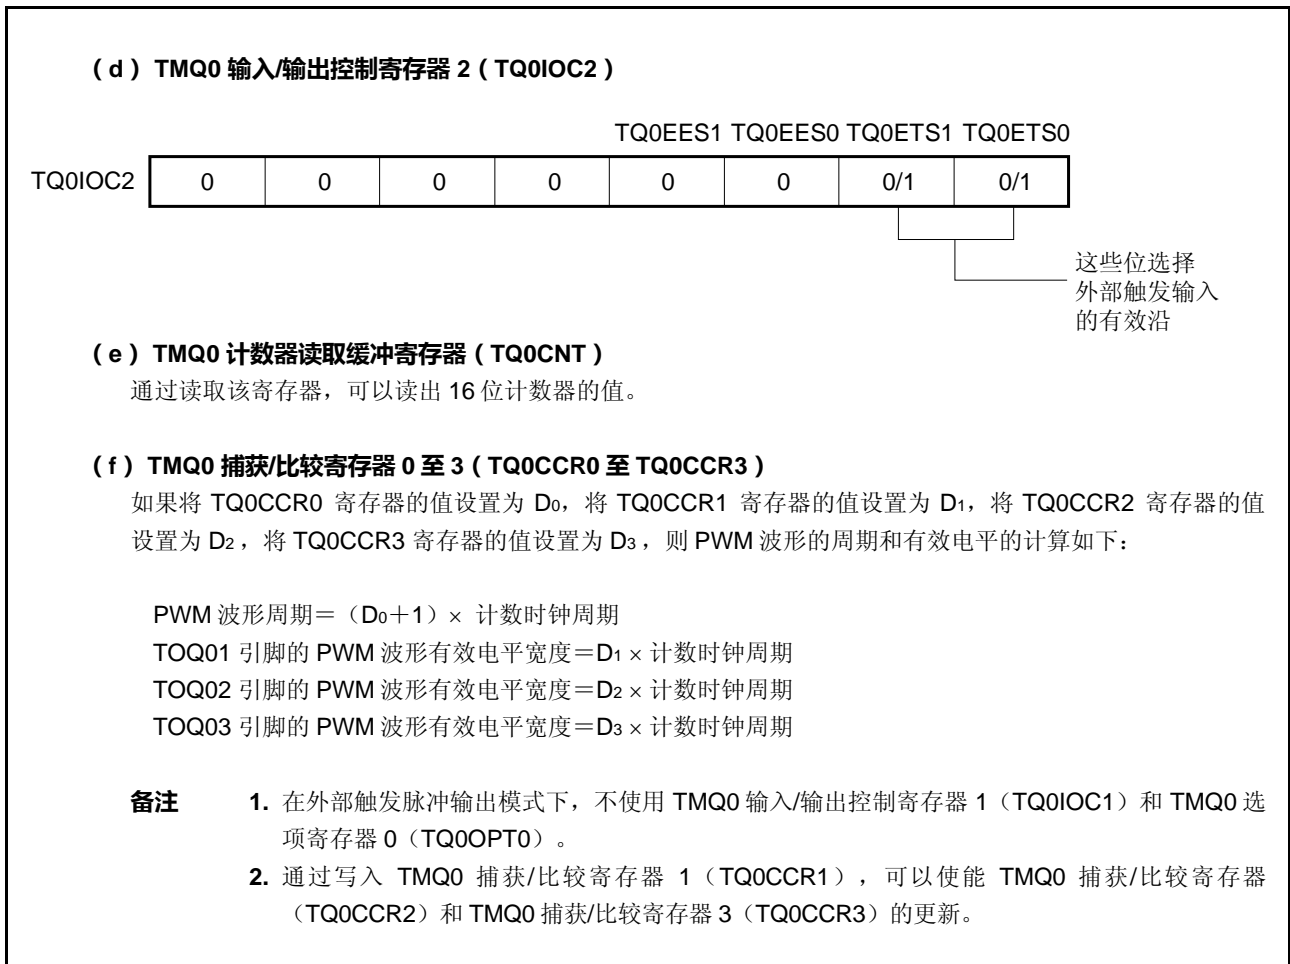 （d）TMQ0 输入/输出控制寄存器 2（TQ0IOC2）
TQ0EES1 TQ0EES0 TQ0ETS1 TQ0ETS0
TQ0IOC2 0 0 0 0 0 0 0/1 0/1
这些位选择
外部触发输入
的有效沿
（e）TMQ0 计数器读取缓冲寄存器（TQ0CNT）
通过读取该寄存器，可以读出 16 位计数器的值。
（f）TMQ0 捕获/比较寄存器 0 至 3（TQ0CCR0 至 TQ0CCR3）
如果将 TQ0CCR0 寄存器的值设置为 D₀，将 TQ0CCR1 寄存器的值设置为 D₁，将 TQ0CCR2 寄存器的值
设置为 D₂，将 TQ0CCR3 寄存器的值设置为 D₃，则 PWM 波形的周期和有效电平的计算如下：
PWM 波形周期＝（D₀＋1）× 计数时钟周期
TOQ01 引脚的 PWM 波形有效电平宽度＝D₁ × 计数时钟周期
TOQ02 引脚的 PWM 波形有效电平宽度＝D₂ × 计数时钟周期
TOQ03 引脚的 PWM 波形有效电平宽度＝D₃ × 计数时钟周期
备注 1. 在外部触发脉冲输出模式下，不使用 TMQ0 输入/输出控制寄存器 1（TQ0IOC1）和 TMQ0 选
项寄存器 0（TQ0OPT0）。
2. 通过写入 TMQ0 捕获/比较寄存器 1（TQ0CCR1），可以使能 TMQ0 捕获/比较寄存器
（TQ0CCR2）和 TMQ0 捕获/比较寄存器 3（TQ0CCR3）的更新。